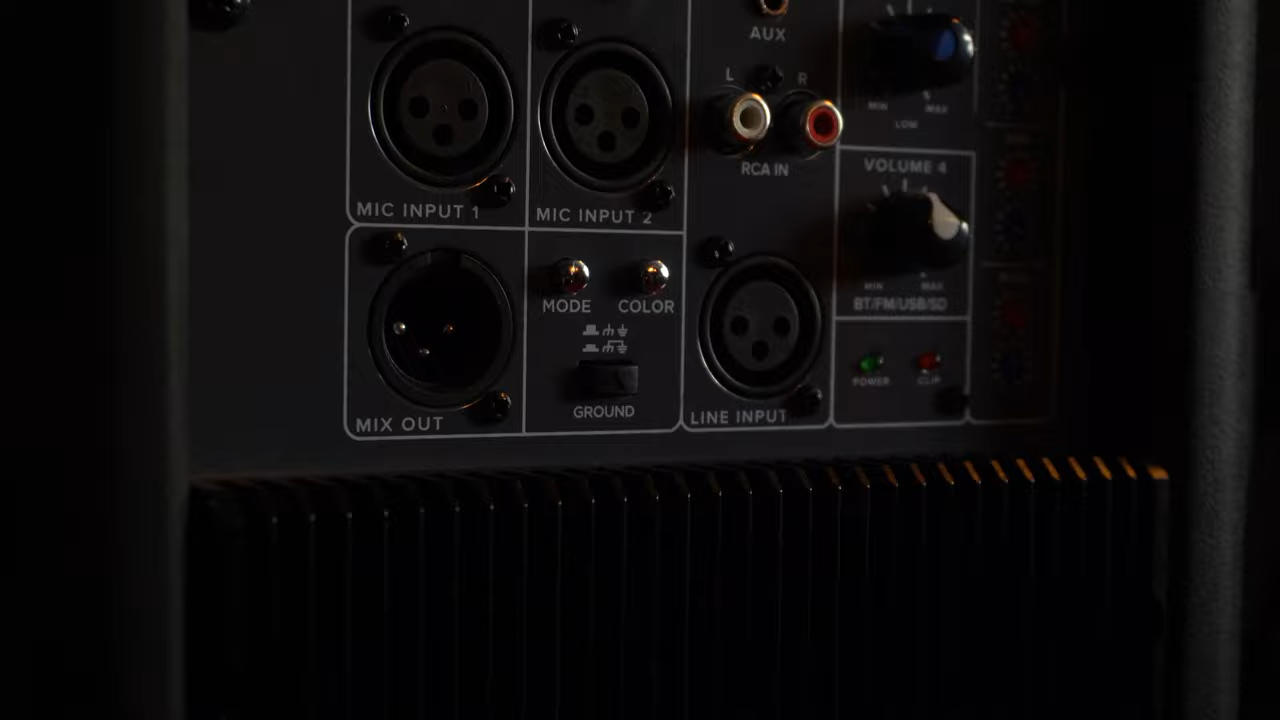 AUX
L R
RCA IN
MIN MAX
LOW
MIC INPUT 1
MIC INPUT 2
VOLUME 4
MIN MAX
BT/FM/USB/SD
MODE COLOR
GROUND
POWER CLIP
MIX OUT
LINE INPUT